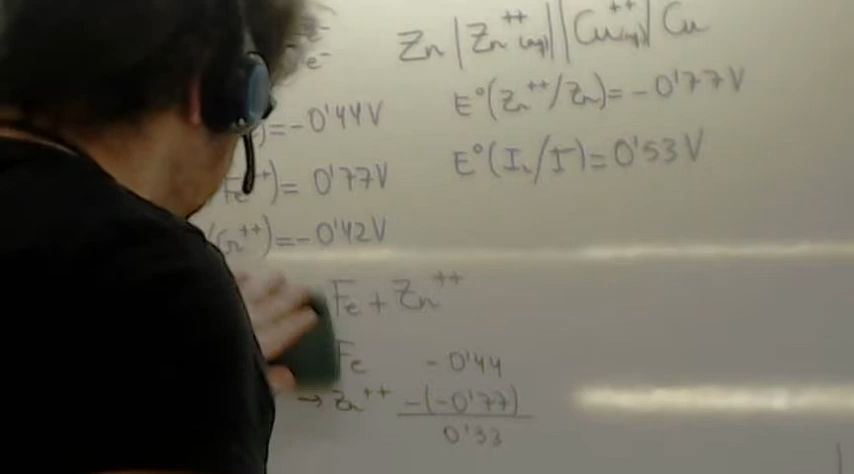 e⁻
Zn | Zn⁺⁺(aq) || Cu⁺⁺(aq) | Cu
e⁻
)=-0'44V
E°(Zn⁺⁺/Zn)=-0'77V
Fe⁺⁺)= 0'77V
E°(I₂/I⁻)=0'53V
/Cr⁺⁺)=-0'42V
Fe + Zn⁺⁺
Fe -0'44
→ Zn⁺⁺ -(-0'77)
0'33